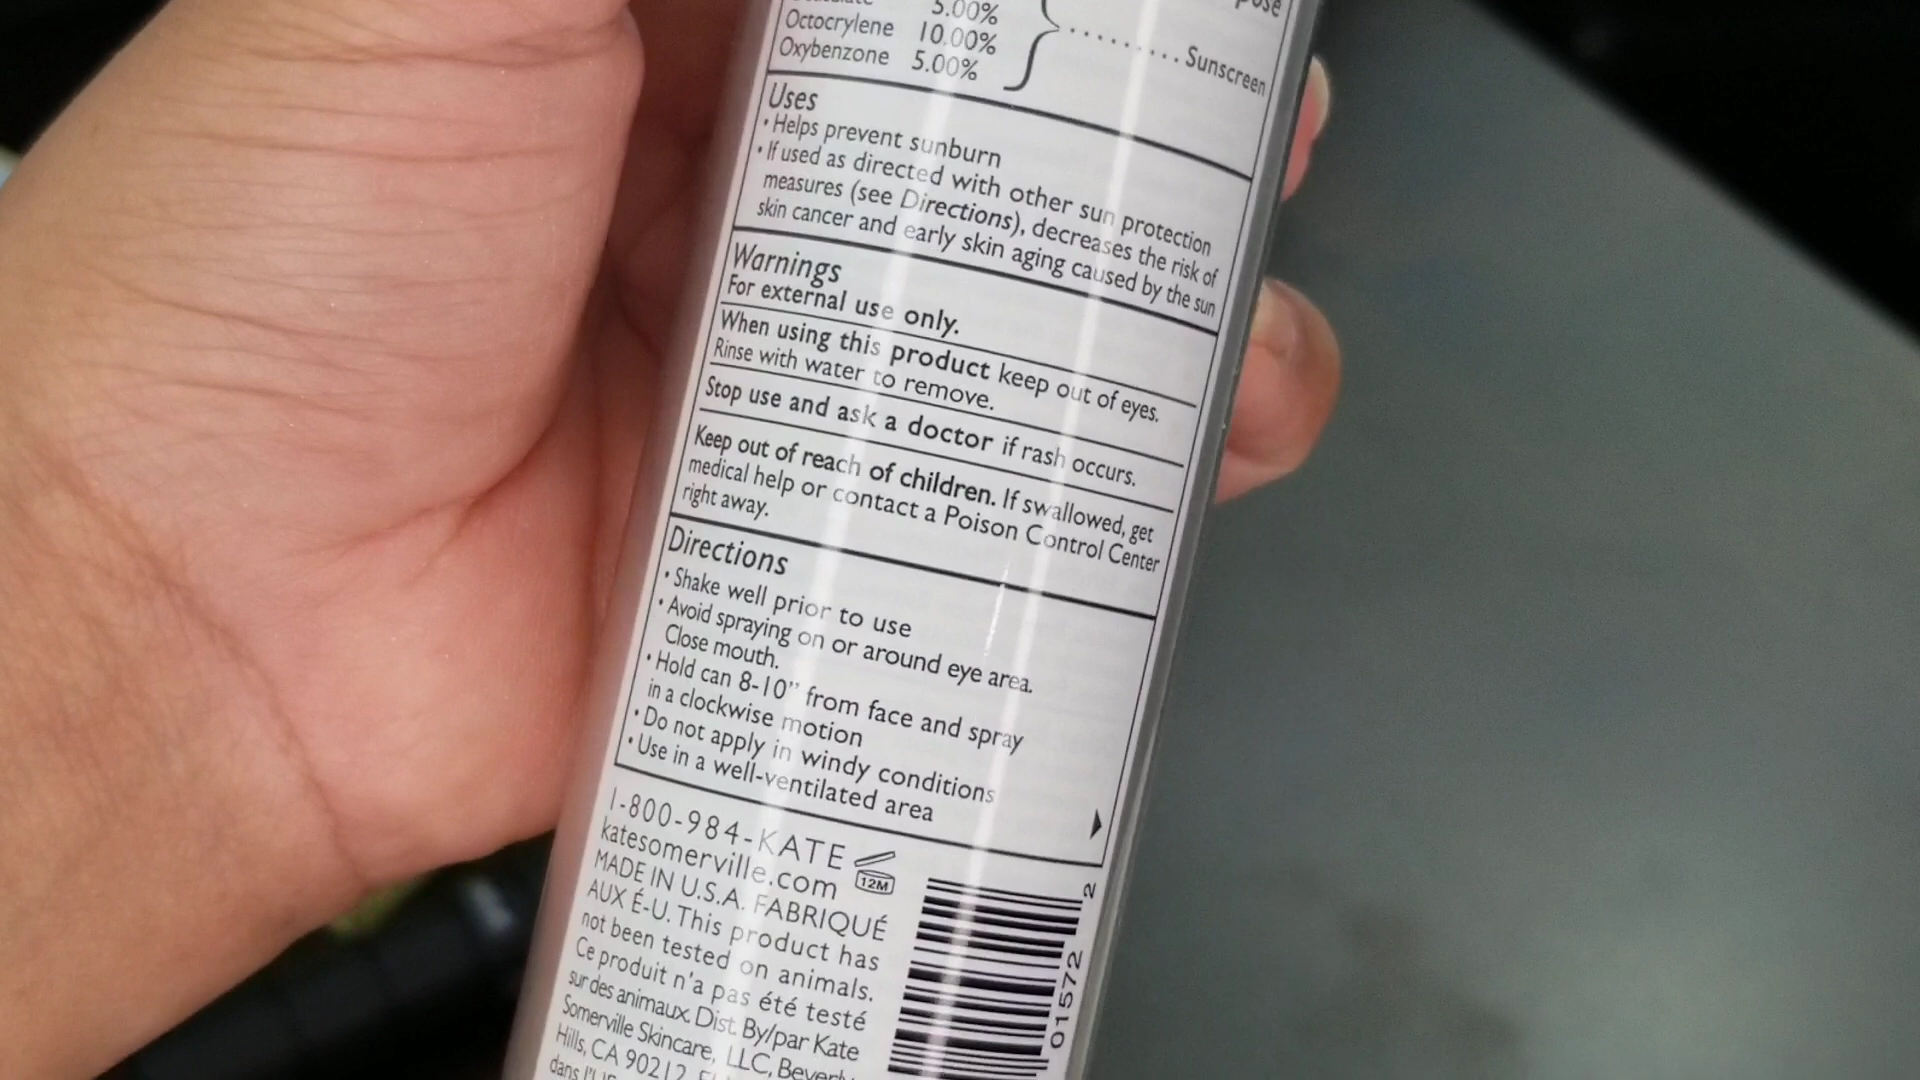 5.00%
Octocrylene 10.00%
Oxybenzone 5.00%
Sunscreen
Uses
• Helps prevent sunburn
• If used as directed with other sun protection
measures (see Directions), decreases the risk of
skin cancer and early skin aging caused by the sun
Warnings
For external use only.
When using this product keep out of eyes.
Rinse with water to remove.
Stop use and ask a doctor if rash occurs.
Keep out of reach of children. If swallowed, get
medical help or contact a Poison Control Center
right away.
Directions
• Shake well prior to use
• Avoid spraying on or around eye area.
Close mouth.
• Hold can 8-10” from face and spray
in a clockwise motion
• Do not apply in windy conditions
• Use in a well-ventilated area
1-800-984-KATE
katesomerville.com
12M
MADE IN U.S.A. FABRIQUÉ
AUX É-U. This product has
not been tested on animals.
Ce produit n'a pas été testé
sur des animaux. Dist. By/par Kate
Somerville Skincare, LLC, Beverly
Hills, CA 90212
dans l'UE
01572 2